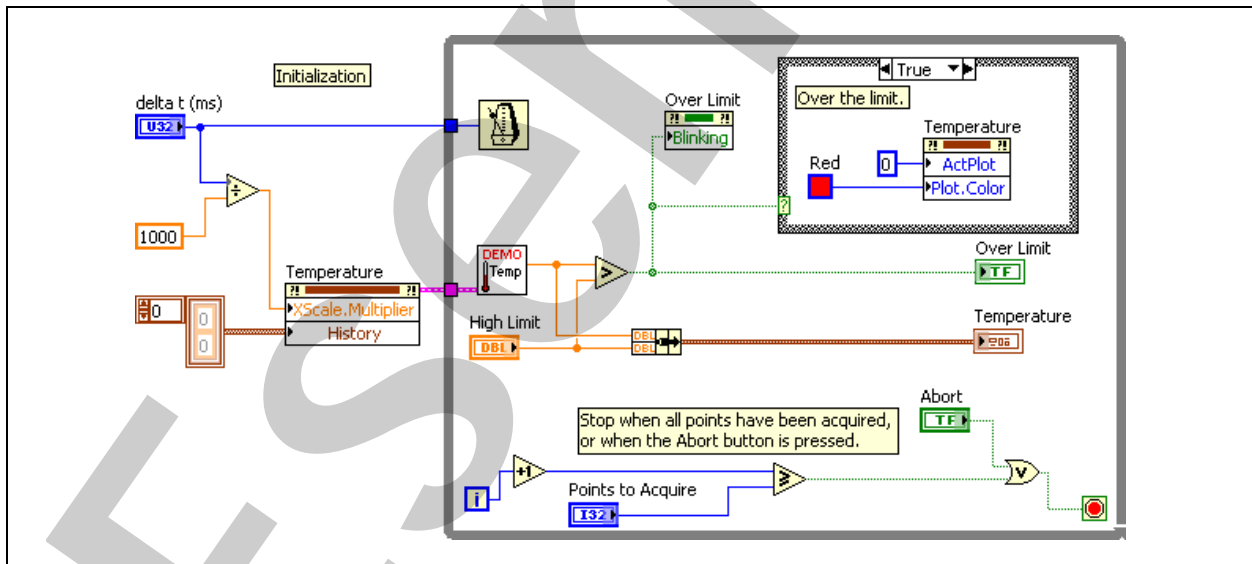 Initialization
delta t (ms)
U32
÷
1000
Temperature
?! ?!
XScale.Multiplier
History
0
0
0
Over Limit
?! ?!
Blinking
True
Over the limit.
Temperature
?! ?!
Red
0
ActPlot
Plot.Color
?
DEMO
Temp
>
Over Limit
TF
High Limit
DBL
DBL
DBL
Temperature
Stop when all points have been acquired,
or when the Abort button is pressed.
Abort
TF
i
+1
Points to Acquire
I32
≥
V